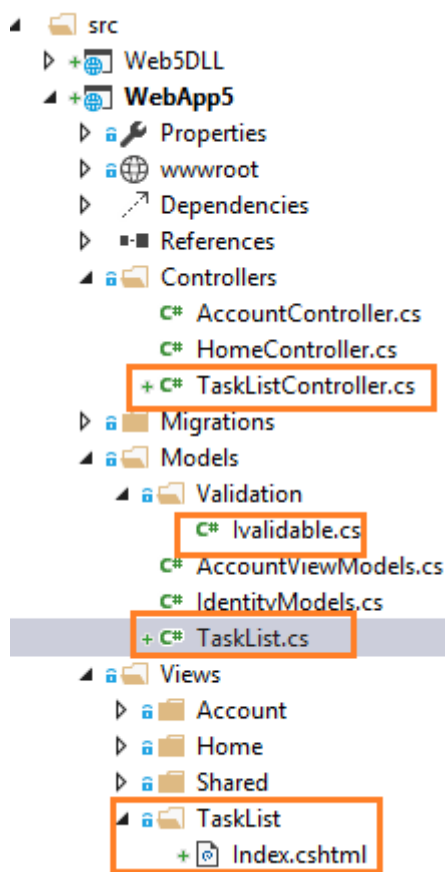 src
Web5DLL
WebApp5
Properties
wwwroot
Dependencies
References
Controllers
C# AccountController.cs
C# HomeController.cs
+ C# TaskListController.cs
Migrations
Models
Validation
C# Ivalidable.cs
C# AccountViewModels.cs
C# IdentityModels.cs
+ C# TaskList.cs
Views
Account
Home
Shared
TaskList
+ Index.cshtml